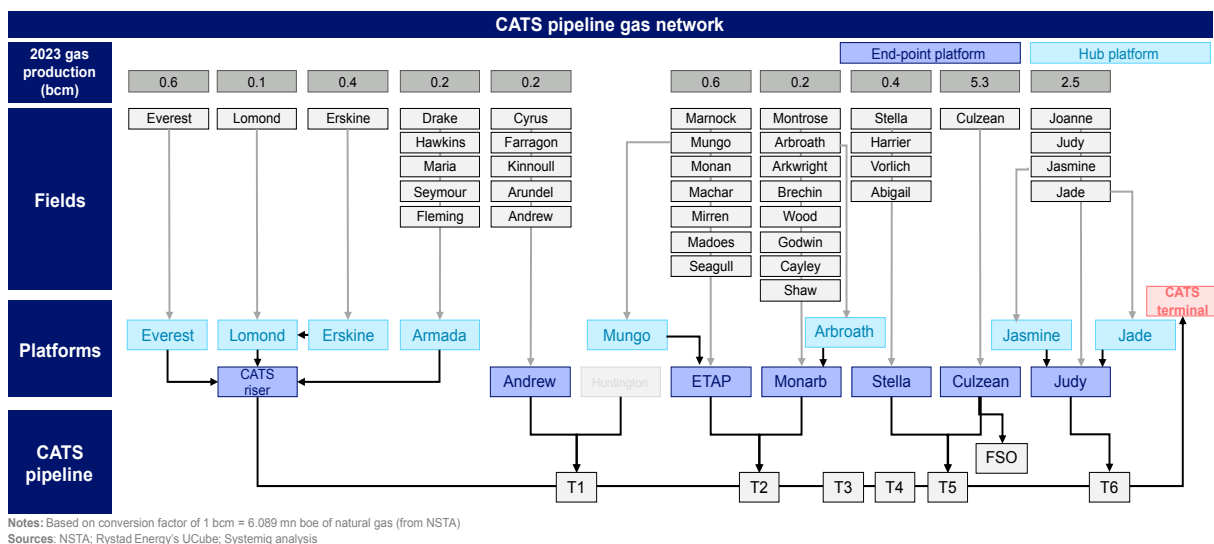 CATS pipeline gas network
2023 gas
production
(bcm)
End-point platform
Hub platform
0.6
0.1
0.4
0.2
0.2
0.6
0.2
0.4
5.3
2.5
Fields
Everest
Lomond
Erskine
Drake
Hawkins
Maria
Seymour
Fleming
Cyrus
Farragon
Kinnoull
Arundel
Andrew
Marnock
Mungo
Monan
Machar
Mirren
Madoes
Seagull
Montrose
Arbroath
Arkwright
Brechin
Wood
Godwin
Cayley
Shaw
Stella
Harrier
Vorlich
Abigail
Culzean
Joanne
Judy
Jasmine
Jade
CATS
terminal
Platforms
Everest
Lomond
Erskine
Armada
Mungo
Arbroath
Jasmine
Jade
CATS
riser
Andrew
Huntington
ETAP
Monarb
Stella
Culzean
Judy
CATS
pipeline
FSO
T1
T2
T3
T4
T5
T6
Notes: Based on conversion factor of 1 bcm = 6.089 mn boe of natural gas (from NSTA)
Sources: NSTA; Rystad Energy's UCube; Systemiq analysis